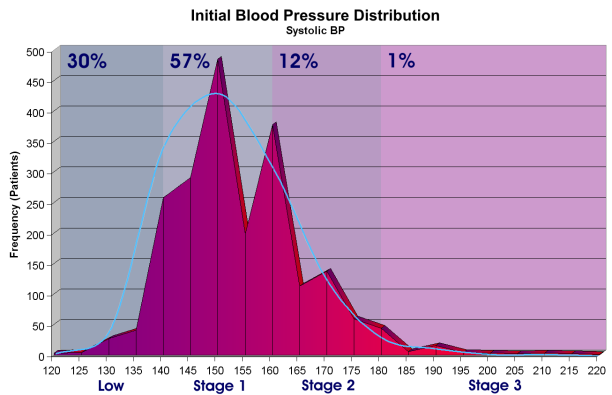 Initial Blood Pressure Distribution
Systolic BP
30% 57% 12% 1%
500
450
400
350
300
250
200
150
100
50
0
Frequency (Patients)
120 125 130 135 140 145 150 155 160 165 170 175 180 185 190 195 200 205 210 215 220
Low Stage 1 Stage 2 Stage 3